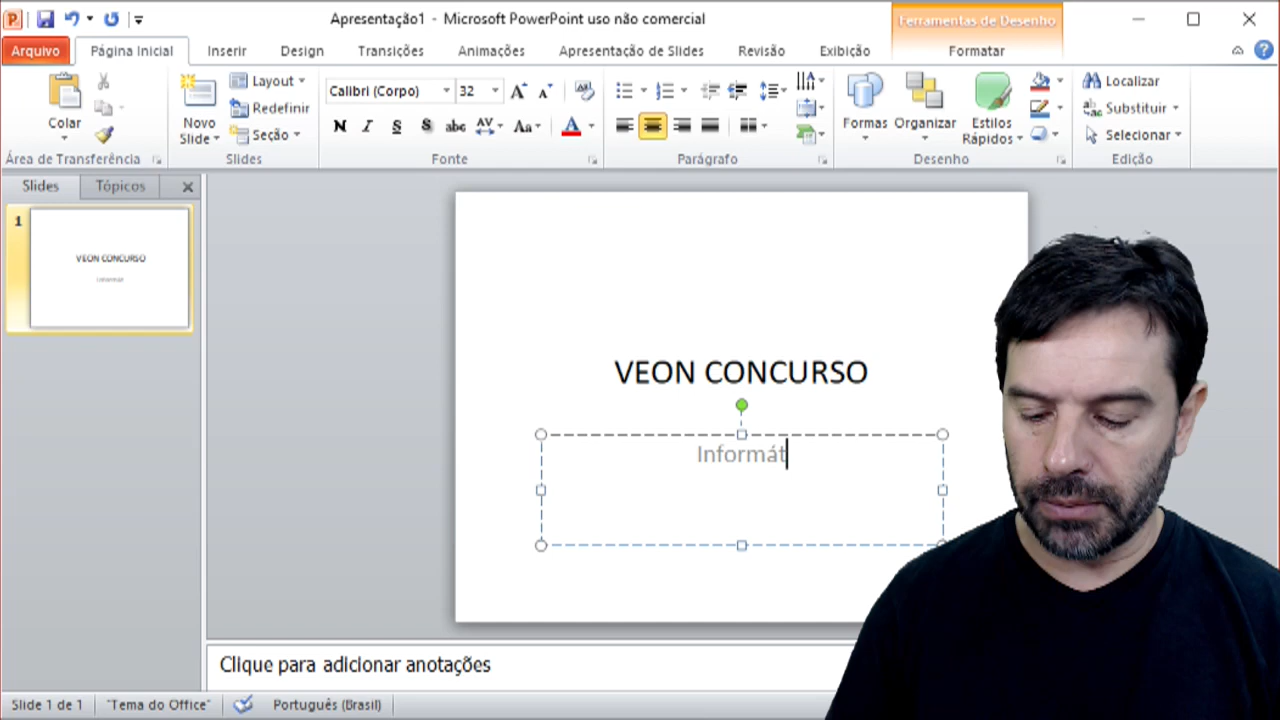 Apresentação1 - Microsoft PowerPoint uso não comercial
Ferramentas de Desenho
Arquivo
Página Inicial
Inserir
Design
Transições
Animações
Apresentação de Slides
Revisão
Exibição
Formatar
Colar
Área de Transferência
Novo
Slide
Layout
Redefinir
Seção
Slides
Calibri (Corpo)
32
N I S S abc AV Aa A
Fonte
Parágrafo
Formas
Organizar
Estilos
Rápidos
Desenho
Localizar
Substituir
Selecionar
Edição
Slides
Tópicos
1
VEON CONCURSO
VEON CONCURSO
Informát
Clique para adicionar anotações
Slide 1 de 1
"Tema do Office"
Português (Brasil)